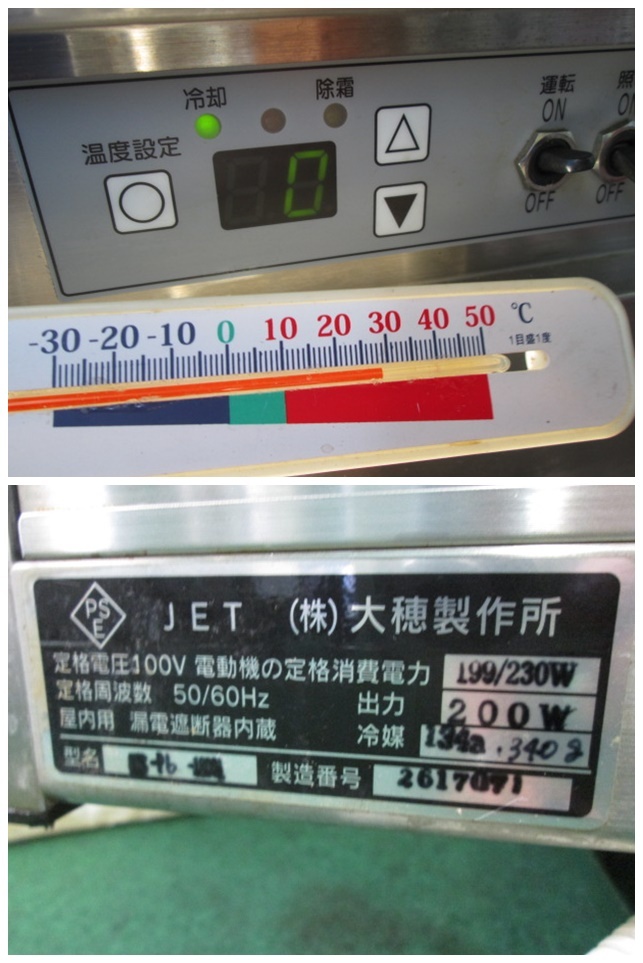 冷却 除霜 運転
ON
温度設定 0
OFF OFF
-30 -20 -10 0 10 20 30 40 50 ℃
1目盛1度
PS
E
JET (株)大穂製作所
定格電圧100V 電動機の定格消費電力 199/230W
定格周波数 50/60Hz 出力 200W
屋内用 漏電遮断器内蔵 冷媒 134a・340g
型名 製造番号 2617071